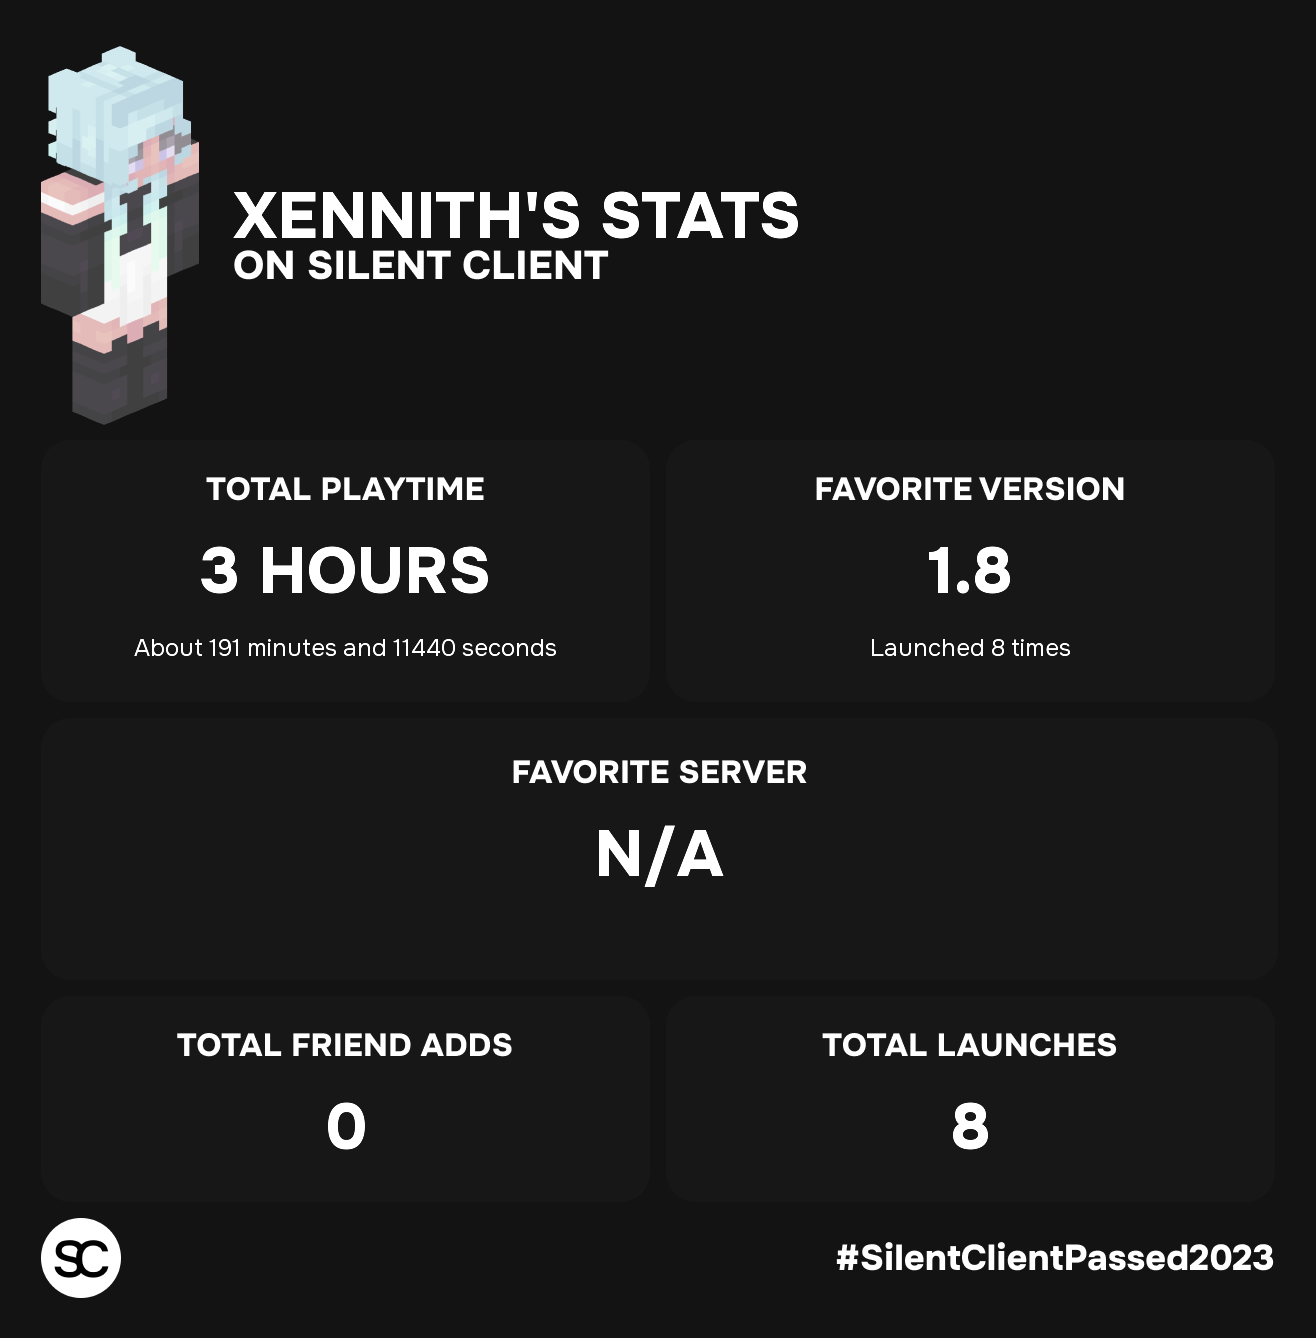 XENNITH'S STATS
ON SILENT CLIENT
TOTAL PLAYTIME
3 HOURS
About 191 minutes and 11440 seconds
FAVORITE VERSION
1.8
Launched 8 times
FAVORITE SERVER
N/A
TOTAL FRIEND ADDS
0
TOTAL LAUNCHES
8
SC
#SilentClientPassed2023